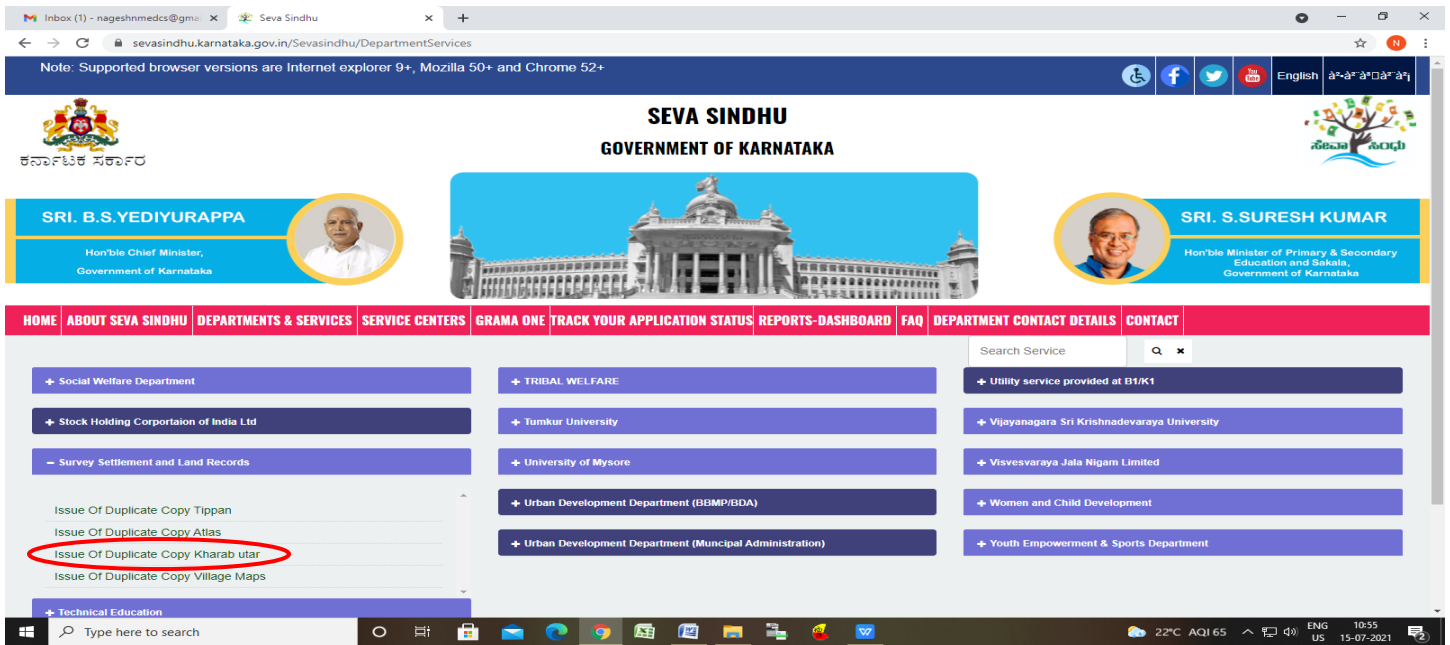 Inbox (1) - nageshnmedcs@gma
Seva Sindhu
sevasindhu.karnataka.gov.in/Sevasindhu/DepartmentServices
N
Note: Supported browser versions are Internet explorer 9+, Mozilla 50+ and Chrome 52+
You Tube
English
ಕರ್ನಾಟಕ ಸರ್ಕಾರ
SEVA SINDHU
GOVERNMENT OF KARNATAKA
ಸೇವಾ ಸಿಂಧು
SRI. B.S.YEDIYURAPPA
Hon'ble Chief Minister,
Government of Karnataka
SRI. S.SURESH KUMAR
Hon'ble Minister of Primary & Secondary
Education and Sakala,
Government of Karnataka
HOME ABOUT SEVA SINDHU DEPARTMENTS & SERVICES SERVICE CENTERS GRAMA ONE TRACK YOUR APPLICATION STATUS REPORTS-DASHBOARD FAQ DEPARTMENT CONTACT DETAILS CONTACT
Search Service
+ Social Welfare Department
+ TRIBAL WELFARE
+ Utility service provided at B1/K1
+ Stock Holding Corportaion of India Ltd
+ Tumkur University
+ Vijayanagara Sri Krishnadevaraya University
– Survey Settlement and Land Records
+ University of Mysore
+ Visvesvaraya Jala Nigam Limited
Issue Of Duplicate Copy Tippan
Issue Of Duplicate Copy Atlas
Issue Of Duplicate Copy Kharab utar
Issue Of Duplicate Copy Village Maps
+ Urban Development Department (BBMP/BDA)
+ Women and Child Development
+ Urban Development Department (Muncipal Administration)
+ Youth Empowerment & Sports Department
+ Technical Education
Type here to search
22°C AQI 65
ENG
US
10:55
15-07-2021
2